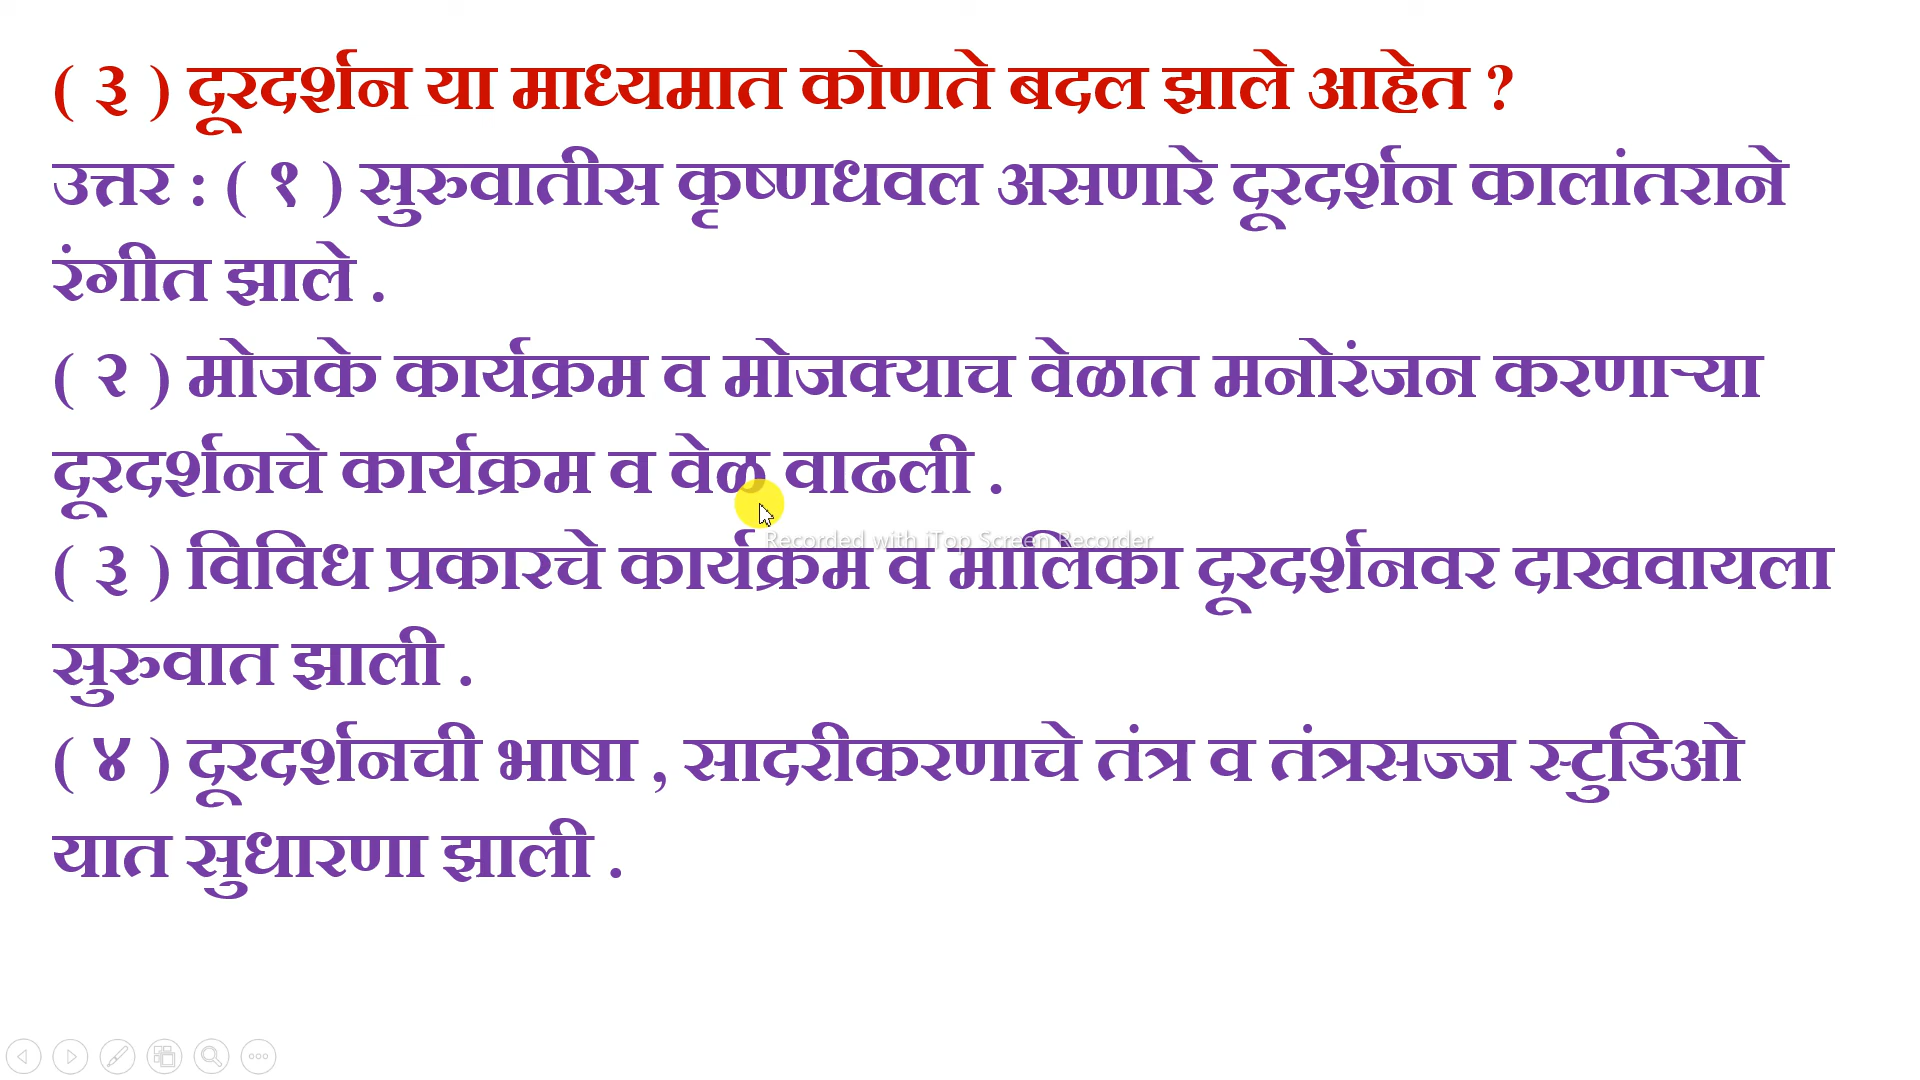 ( ३ ) दूरदर्शन या माध्यमात कोणते बदल झाले आहेत ?
उत्तर : ( १ ) सुरुवातीस कृष्णधवल असणारे दूरदर्शन कालांतराने
रंगीत झाले .
( २ ) मोजके कार्यक्रम व मोजक्याच वेळात मनोरंजन करणाऱ्या
दूरदर्शनचे कार्यक्रम व वेळ वाढली .
Recorded with iTop Screen Recorder
( ३ ) विविध प्रकारचे कार्यक्रम व मालिका दूरदर्शनवर दाखवायला
सुरुवात झाली .
( ४ ) दूरदर्शनची भाषा , सादरीकरणाचे तंत्र व तंत्रसज्ज स्टुडिओ
यात सुधारणा झाली .